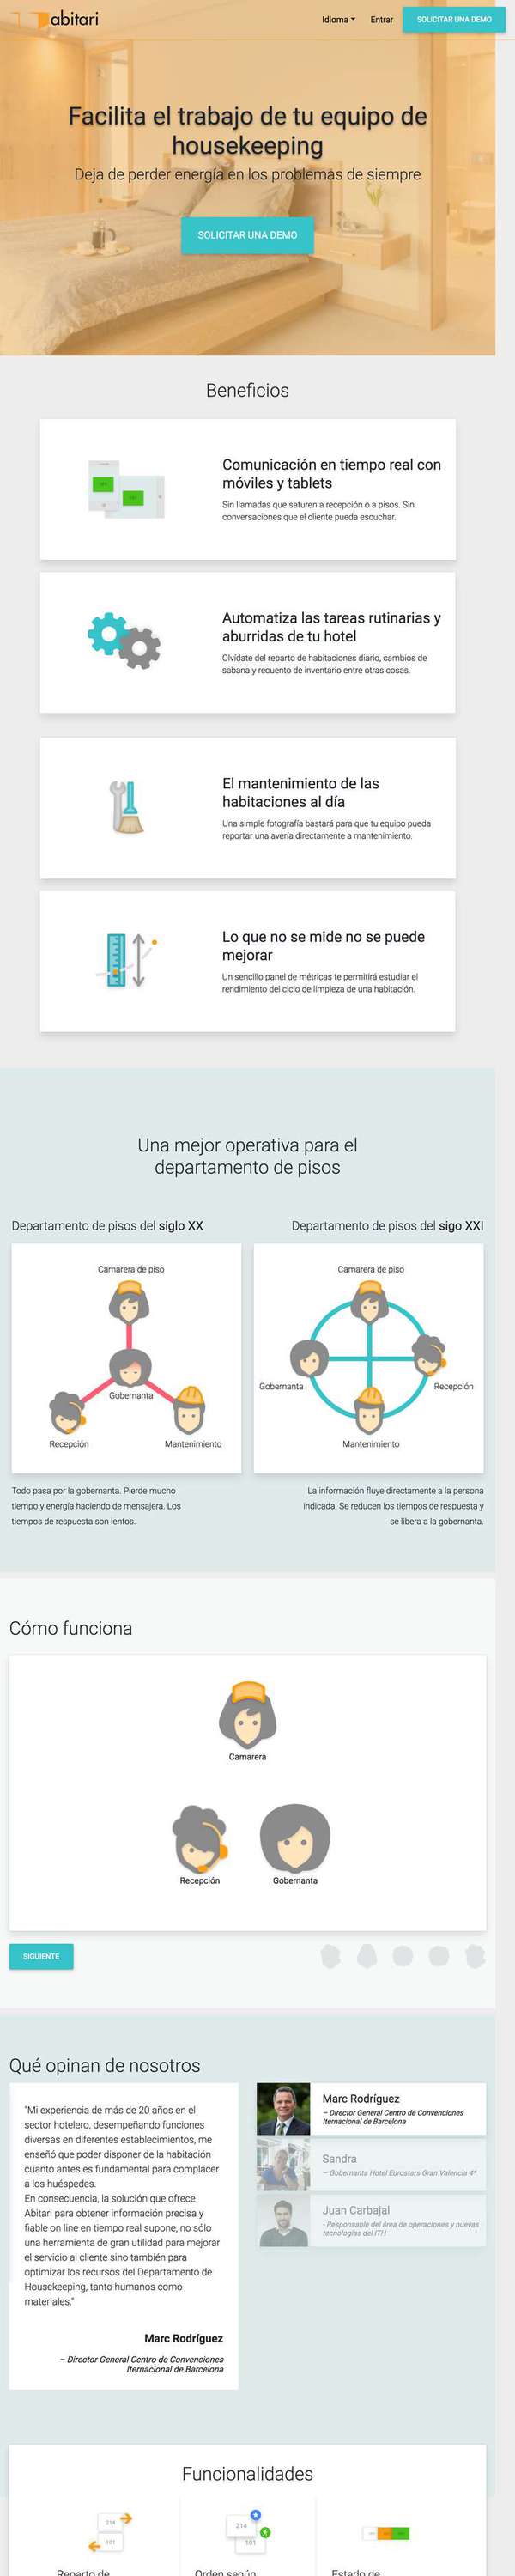 abitari
Idioma
Entrar
SOLICITAR UNA DEMO
Facilita el trabajo de tu equipo de
housekeeping
Deja de perder energía en los problemas de siempre
SOLICITAR UNA DEMO
Beneficios
Comunicación en tiempo real con
móviles y tablets
Sin llamadas que saturen a recepción o a pisos. Sin
conversaciones que el cliente pueda escuchar.
Automatiza las tareas rutinarias y
aburridas de tu hotel
Olvídate del reparto de habitaciones diario, cambios de
sabana y recuento de inventario entre otras cosas.
El mantenimiento de las
habitaciones al día
Una simple fotografía bastará para que tu equipo pueda
reportar una avería directamente a mantenimiento.
Lo que no se mide no se puede
mejorar
Un sencillo panel de métricas te permitirá estudiar el
rendimiento del ciclo de limpieza de una habitación.
Una mejor operativa para el
departamento de pisos
Departamento de pisos del siglo XX
Camarera de piso
Gobernanta
Recepción
Mantenimiento
Todo pasa por la gobernanta. Pierde mucho
tiempo y energía haciendo de mensajera. Los
tiempos de respuesta son lentos.
Departamento de pisos del sigo XXI
Camarera de piso
Gobernanta
Recepción
Mantenimiento
La información fluye directamente a la persona
indicada. Se reducen los tiempos de respuesta y
se libera a la gobernanta.
Cómo funciona
Camarera
Recepción
Gobernanta
SIGUIENTE
Qué opinan de nosotros
"Mi experiencia de más de 20 años en el
sector hotelero, desempeñando funciones
diversas en diferentes establecimientos, me
enseñó que poder disponer de la habitación
cuanto antes es fundamental para complacer
a los huéspedes.
En consecuencia, la solución que ofrece
Abitari para obtener información precisa y
fiable on line en tiempo real supone, no sólo
una herramienta de gran utilidad para mejorar
el servicio al cliente sino también para
optimizar los recursos del Departamento de
Housekeeping, tanto humanos como
materiales."
Marc Rodríguez
– Director General Centro de Convenciones
Iternacional de Barcelona
Marc Rodríguez
– Director General Centro de Convenciones
Iternacional de Barcelona
Sandra
– Gobernanta Hotel Eurostars Gran Valencia 4*
Juan Carbajal
- Responsable del área de operaciones y nuevas
tecnologías del ITH
Funcionalidades
214
101
214
101
Reparto de
Orden según
Estado de